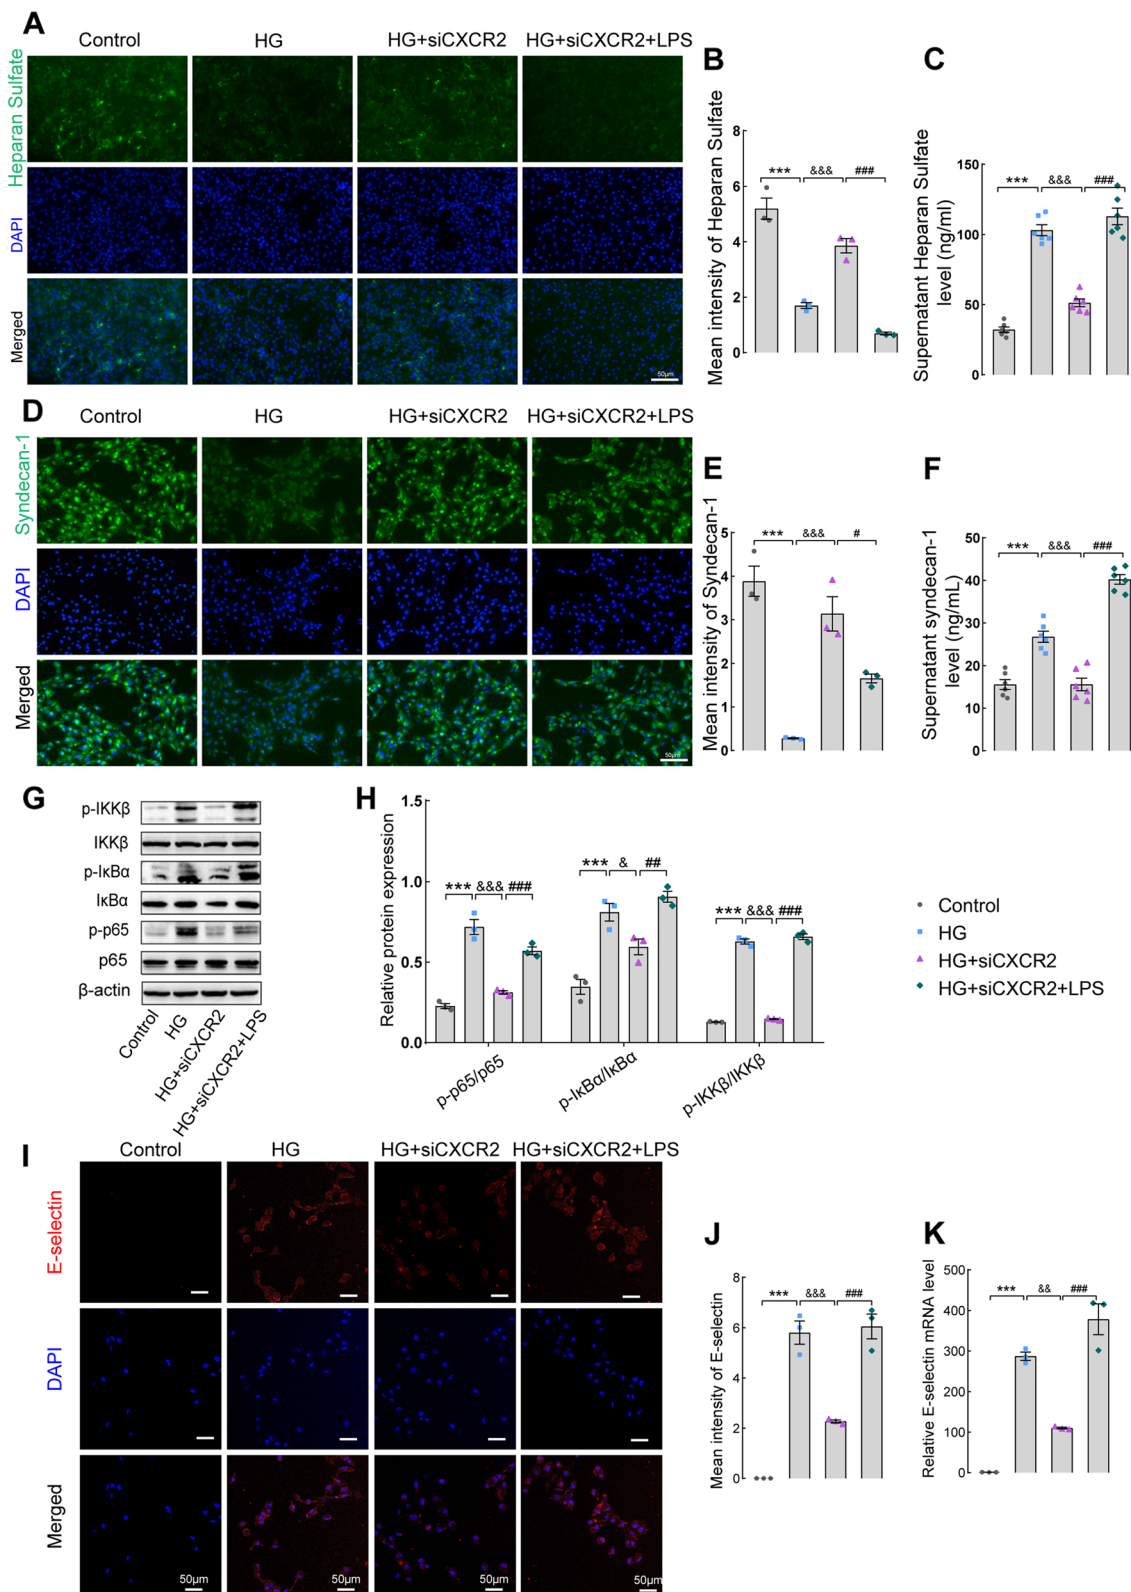 A
Control HG HG+siCXCR2 HG+siCXCR2+LPS
Heparan Sulfate
DAPI
Merged
50μm
B
Mean intensity of Heparan Sulfate
8
6
4
2
0
*** &&& ###
C
Supernatant Heparan Sulfate
level (ng/ml)
150
100
50
0
*** &&& ###
D
Control HG HG+siCXCR2 HG+siCXCR2+LPS
Syndecan-1
DAPI
Merged
50μm
E
Mean intensity of Syndecan-1
5
4
3
2
1
0
*** &&& #
F
Supernatant syndecan-1
level (ng/mL)
50
40
30
20
10
0
*** &&& ###
G
p-IKKβ
IKKβ
p-IκBα
IκBα
p-p65
p65
β-actin
Control
HG
HG+siCXCR2
HG+siCXCR2+LPS
H
Relative protein expression
1.5
1.0
0.5
0.0
*** &&& ###
*** & ##
*** &&& ###
p-p65/p65
p-IκBα/IκBα
p-IKKβ/IKKβ
Control
HG
HG+siCXCR2
HG+siCXCR2+LPS
I
Control HG HG+siCXCR2 HG+siCXCR2+LPS
E-selectin
DAPI
Merged
50μm 50μm 50μm 50μm
J
Mean intensity of E-selectin
8
6
4
2
0
*** &&& ###
K
Relative E-selectin mRNA level
500
400
300
200
100
0
*** && ###